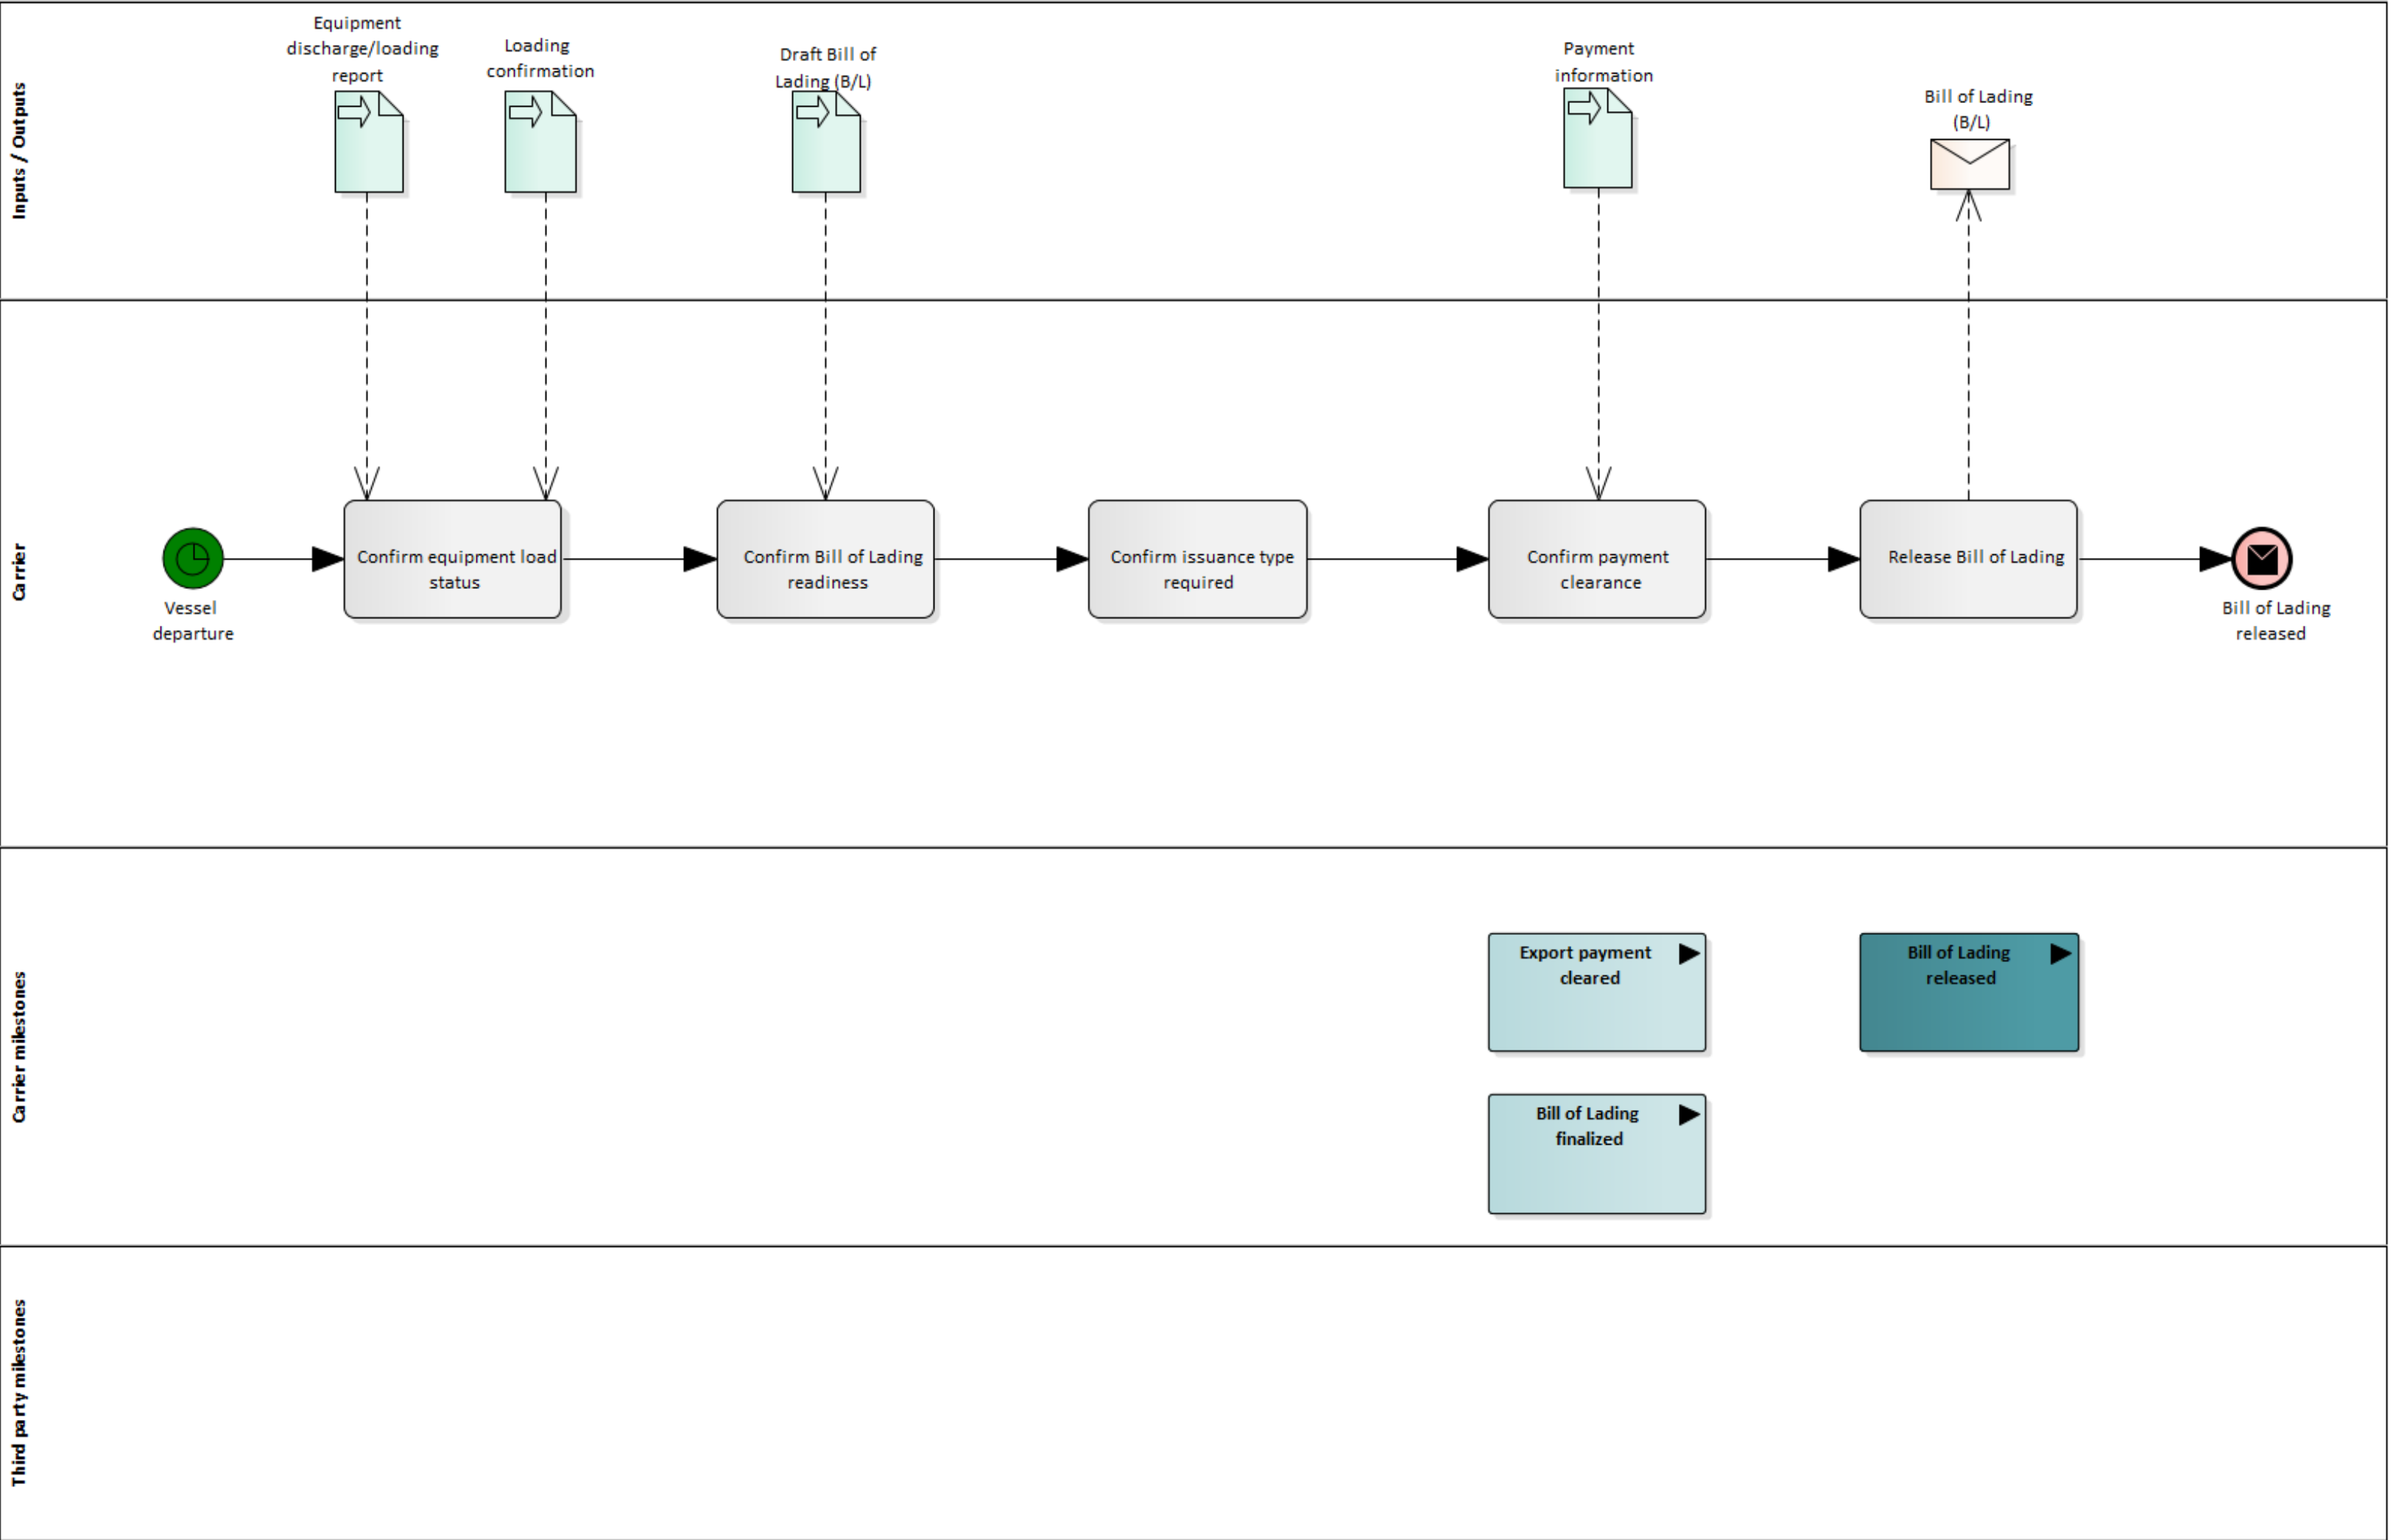 Inputs / Outputs
Equipment
discharge/loading
report
Loading
confirmation
Draft Bill of
Lading (B/L)
Payment
information
Bill of Lading
(B/L)
Carrier
Vessel
departure
Confirm equipment load
status
Confirm Bill of Lading
readiness
Confirm issuance type
required
Confirm payment
clearance
Release Bill of Lading
Bill of Lading
released
Carrier milestones
Export payment
cleared
Bill of Lading
released
Bill of Lading
finalized
Third party milestones